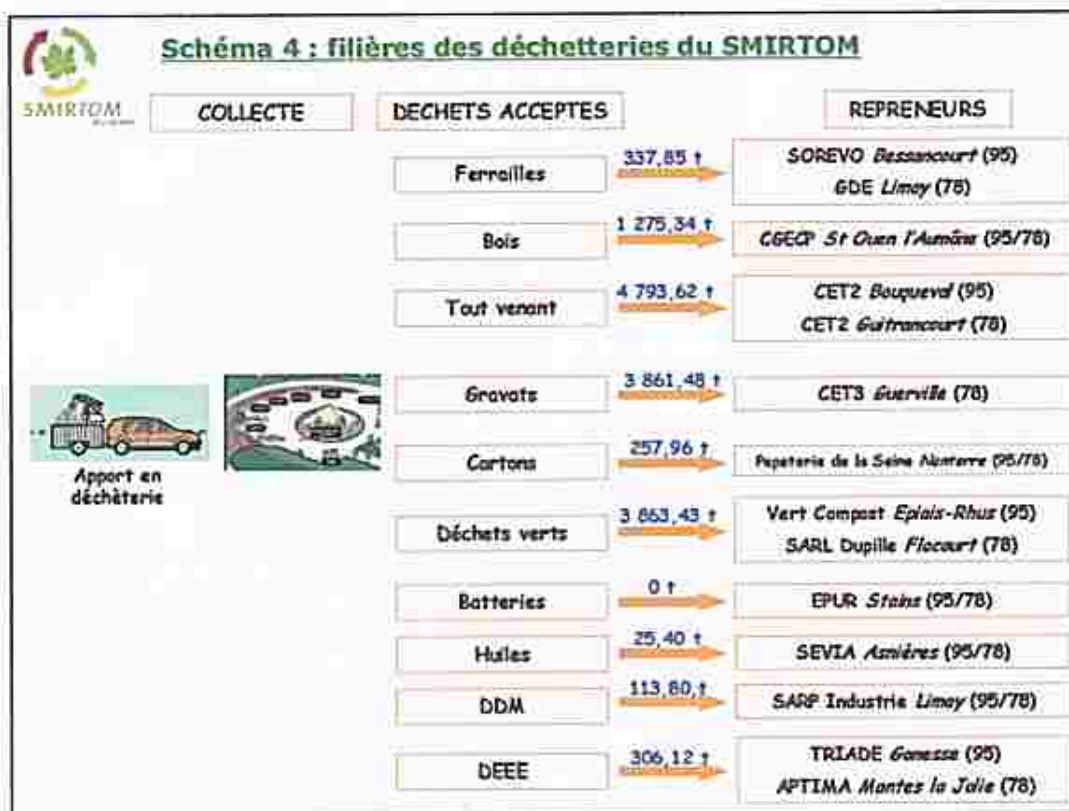 Schéma 4 : filières des déchetteries du SMIRTOM
SMIRTOM
COLLECTE
DECHETS ACCEPTES
REPRENEURS
Ferrailles
337,85 t
SOREVO Bessancourt (95)
GDE Limay (78)
Bois
1 275,34 t
CGECP St Ouen l'Aumône (95/78)
Tout venant
4 793,62 t
CET2 Bouqueval (95)
CET2 Guitrancourt (78)
Gravats
3 861,48 t
CET3 Guerville (78)
Apport en
déchèterie
Cartons
257,96 t
Papeterie de la Seine Nanterre (95/78)
Déchets verts
3 863,43 t
Vert Compost Epiais-Rhus (95)
SARL Dupille Flocourt (78)
Batteries
0 t
EPUR Stains (95/78)
Huiles
25,40 t
SEVIA Asnières (95/78)
DDM
113,80 t
SARP Industrie Limay (95/78)
DEEE
306,12 t
TRIADE Gonesse (95)
APTIMA Mantes la Jolie (78)